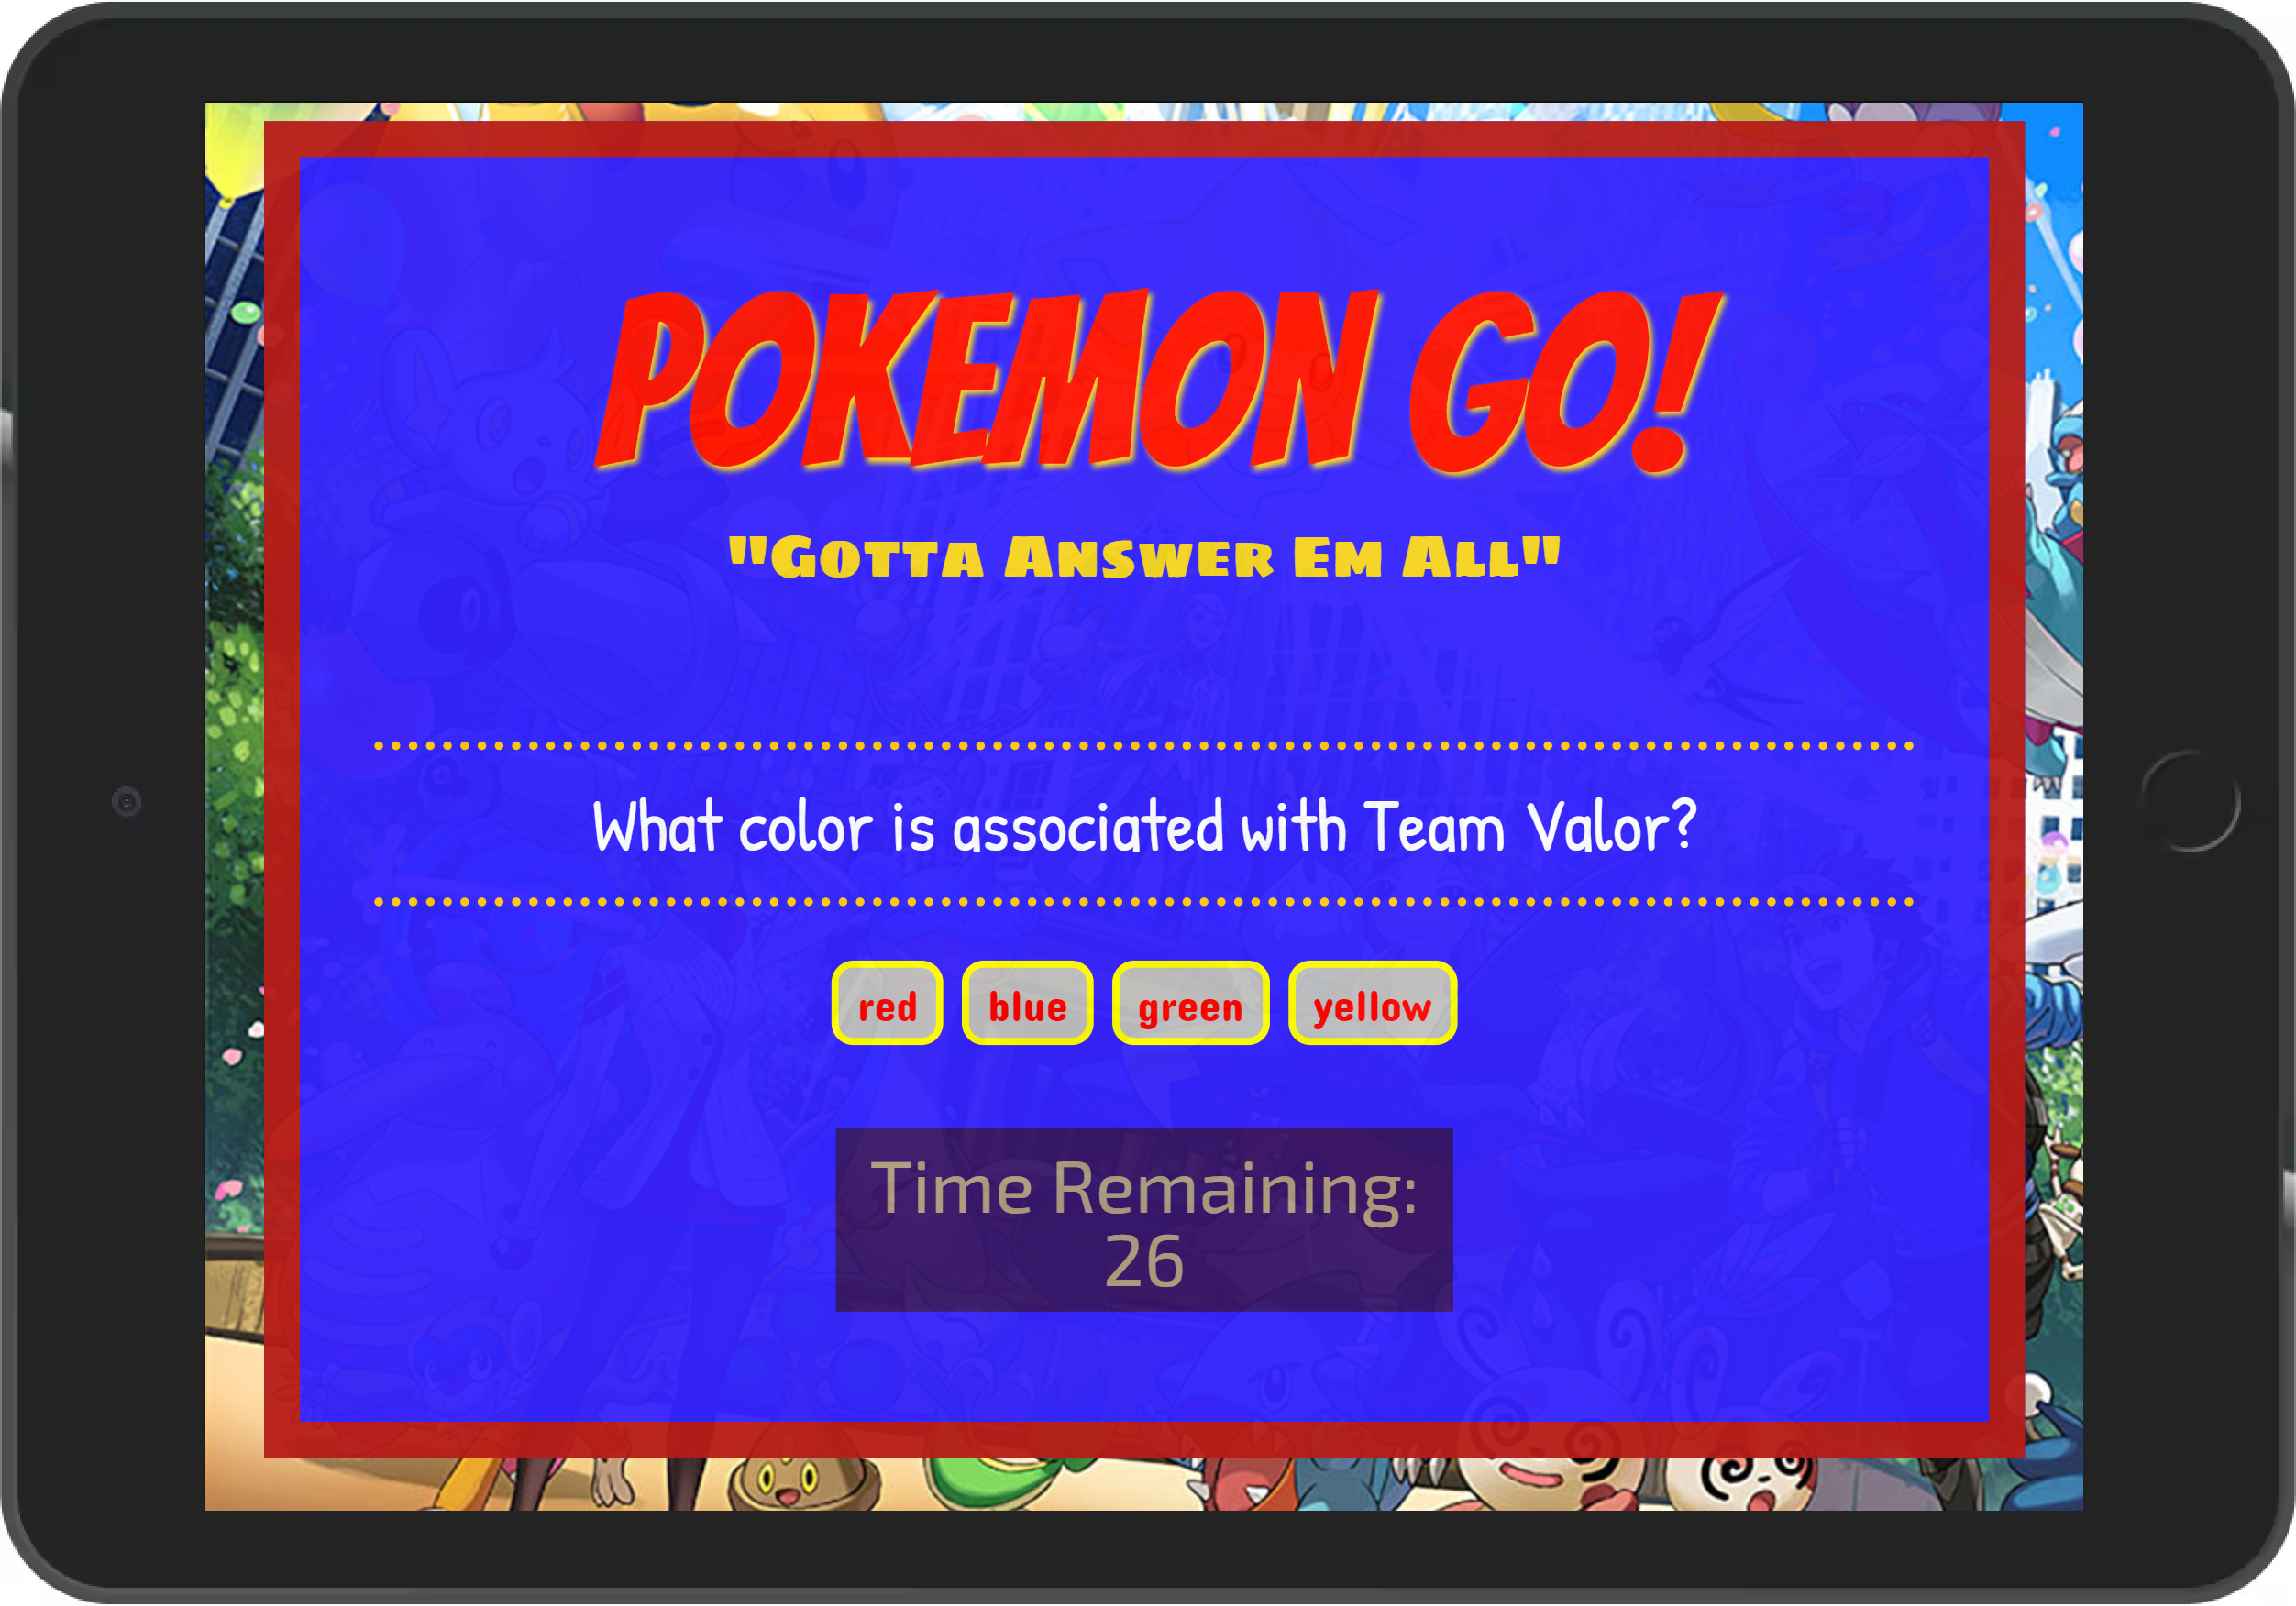 POKEMON GO!
"Gotta Answer Em All"
What color is associated with Team Valor?
red blue green yellow
Time Remaining:
26